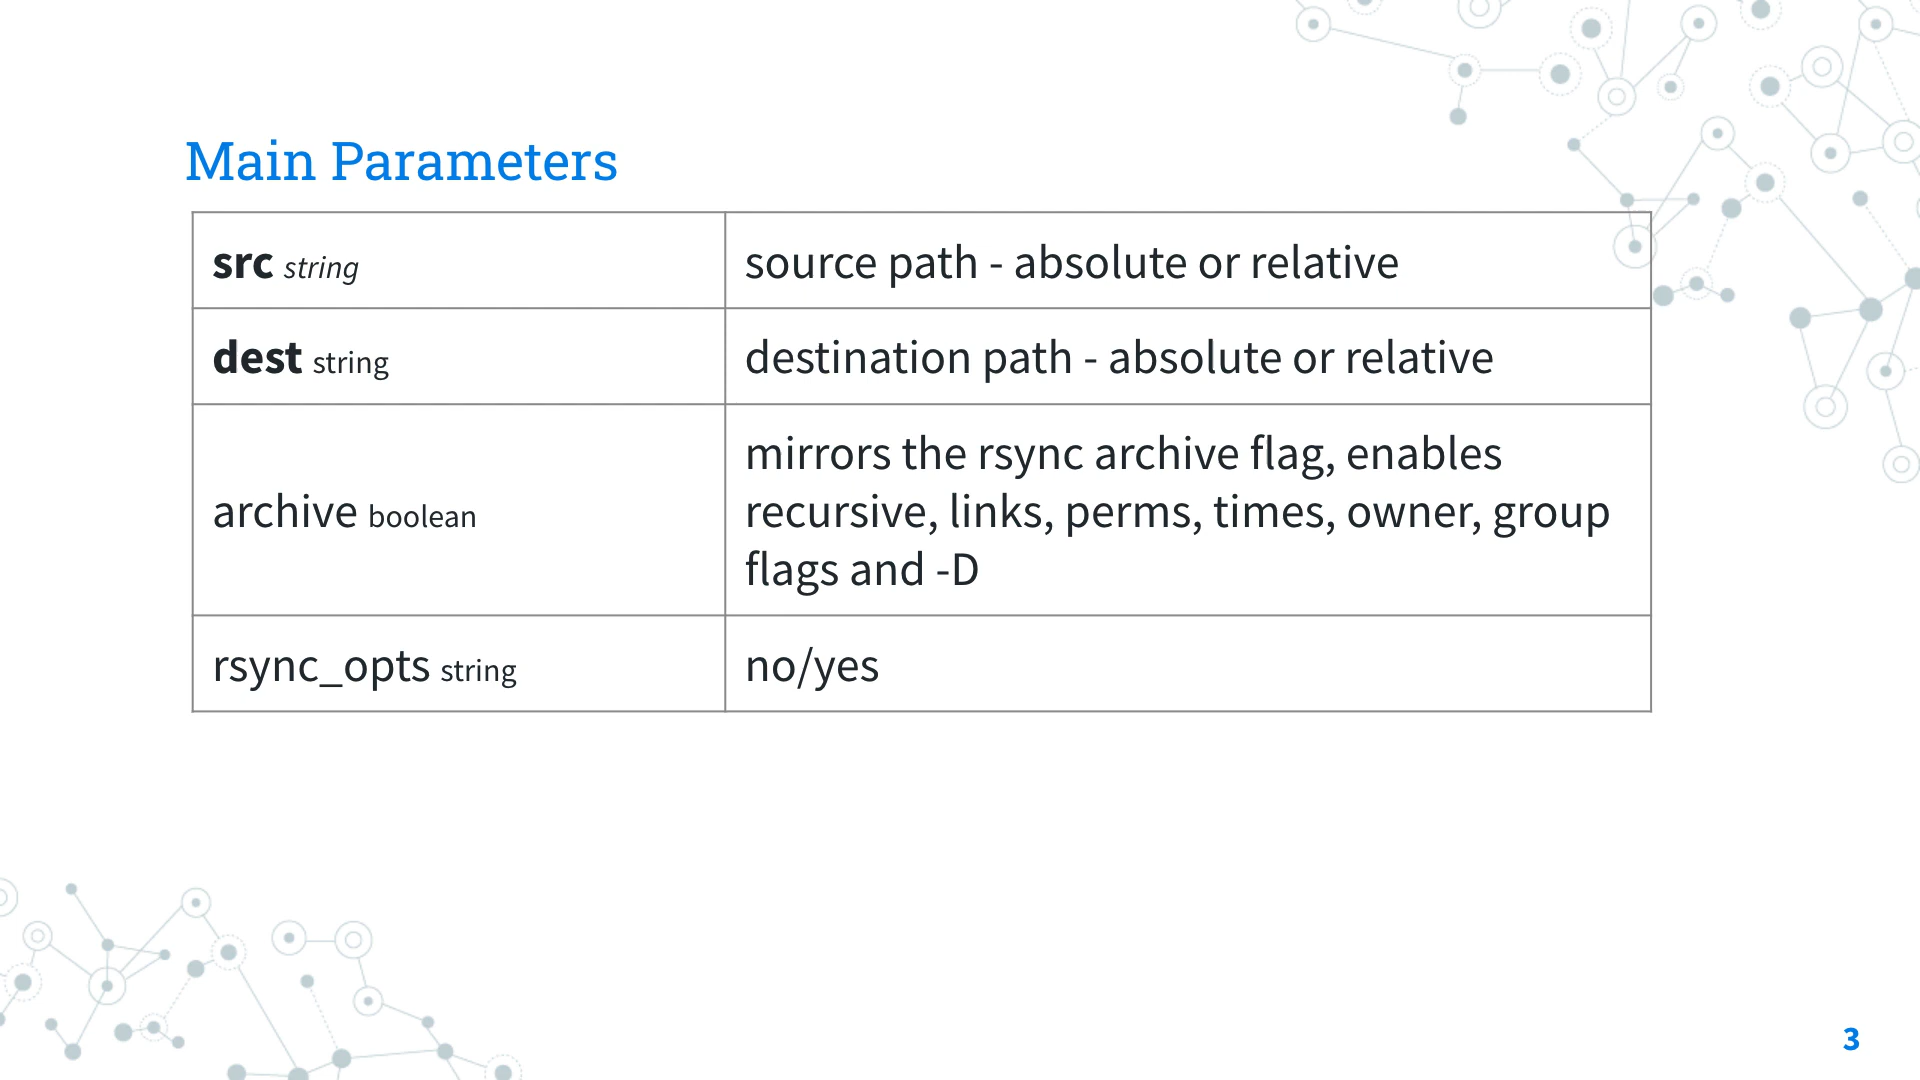 Main Parameters
src string
source path - absolute or relative
dest string
destination path - absolute or relative
archive boolean
mirrors the rsync archive flag, enables
recursive, links, perms, times, owner, group
flags and -D
rsync_opts string
no/yes
3